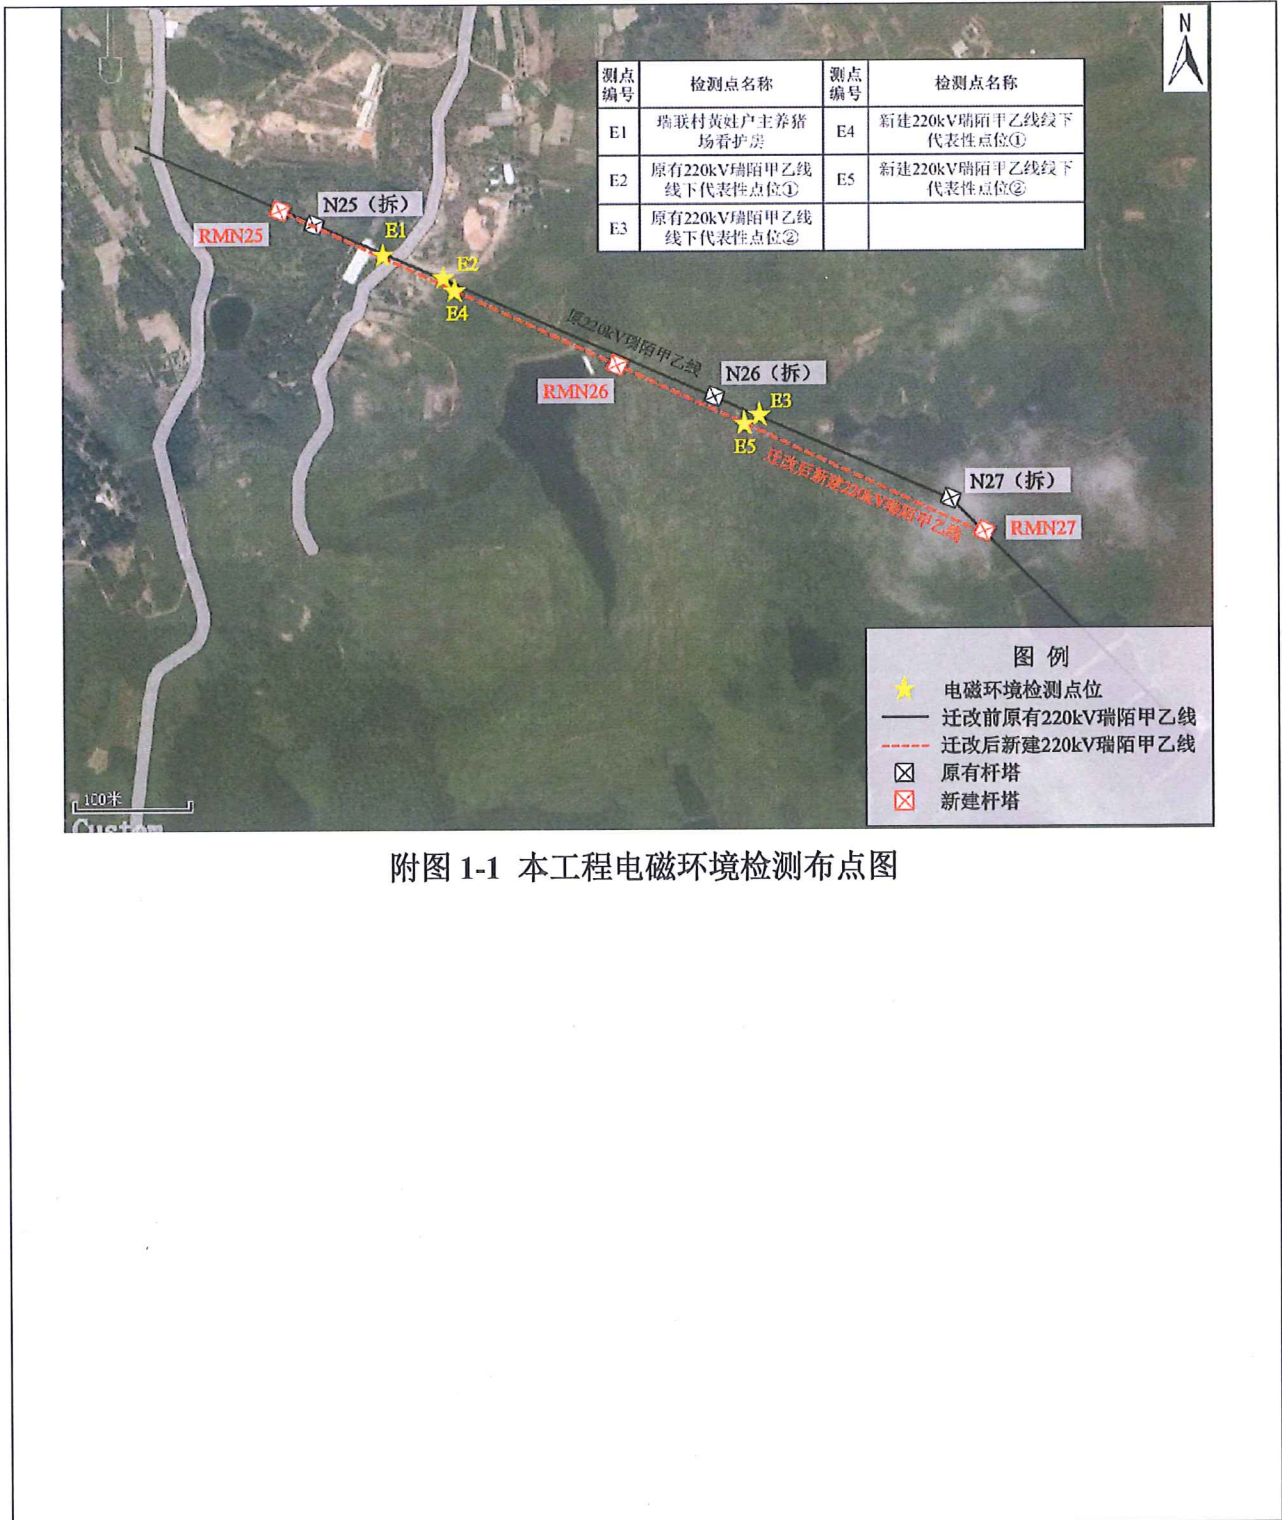 N
测点 检测点名称 测点 检测点名称
编号 编号
E1 瑞联村黄姓户主养猪 E4 新建220kV瑞陌甲乙线线下
场看护房 代表性点位①
E2 原有220kV瑞陌甲乙线 E5 新建220kV瑞陌甲乙线线下
线下代表性点位① 代表性点位②
E3 原有220kV瑞陌甲乙线
线下代表性点位②
N25（拆）
RMN25
E1
E2
E4
原220kV瑞陌甲乙线
RMN26
N26（拆）
E3
E5
迁改后新建220kV瑞陌甲乙线
N27（拆）
RMN27
图 例
电磁环境检测点位
迁改前原有220kV瑞陌甲乙线
迁改后新建220kV瑞陌甲乙线
原有杆塔
新建杆塔
100米
Custom
附图 1-1 本工程电磁环境检测布点图